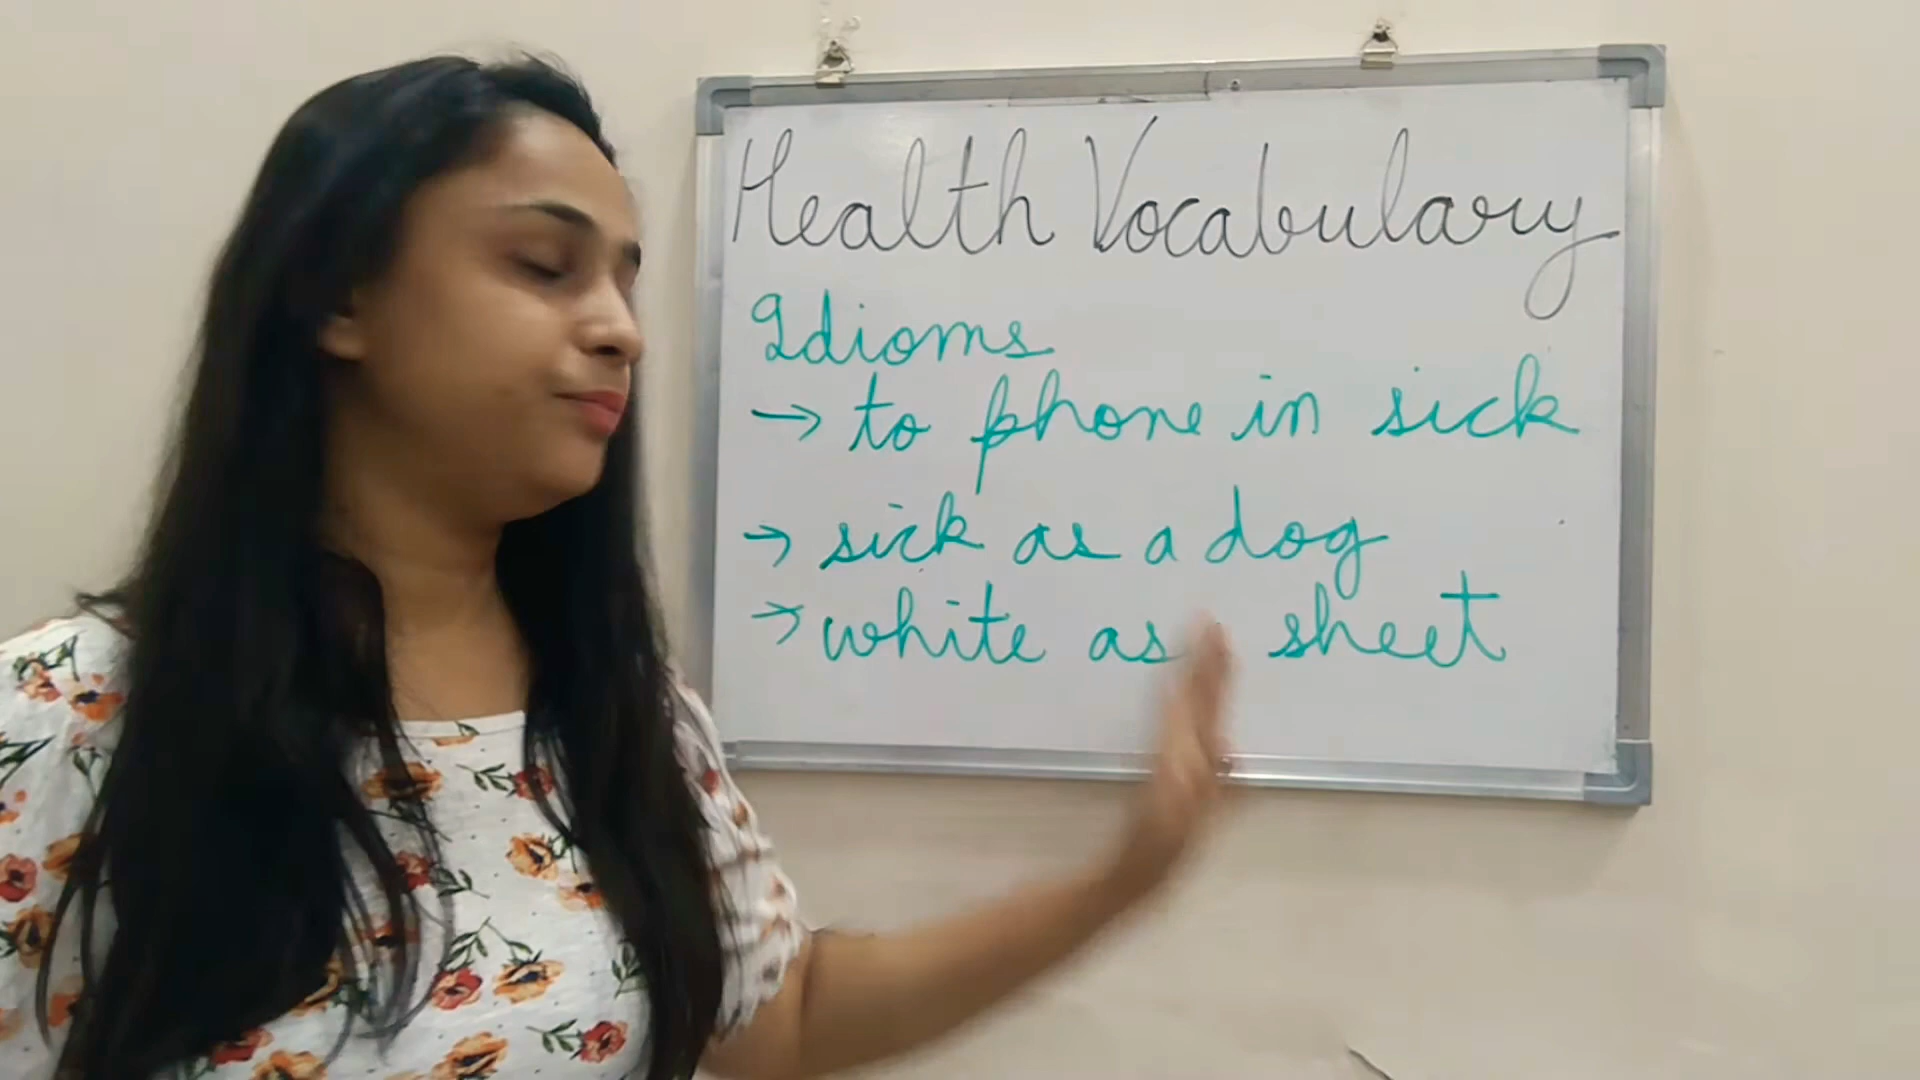 Health Vocabulary
Idioms
→ to phone in sick
→ sick as a dog
→ white as sheet